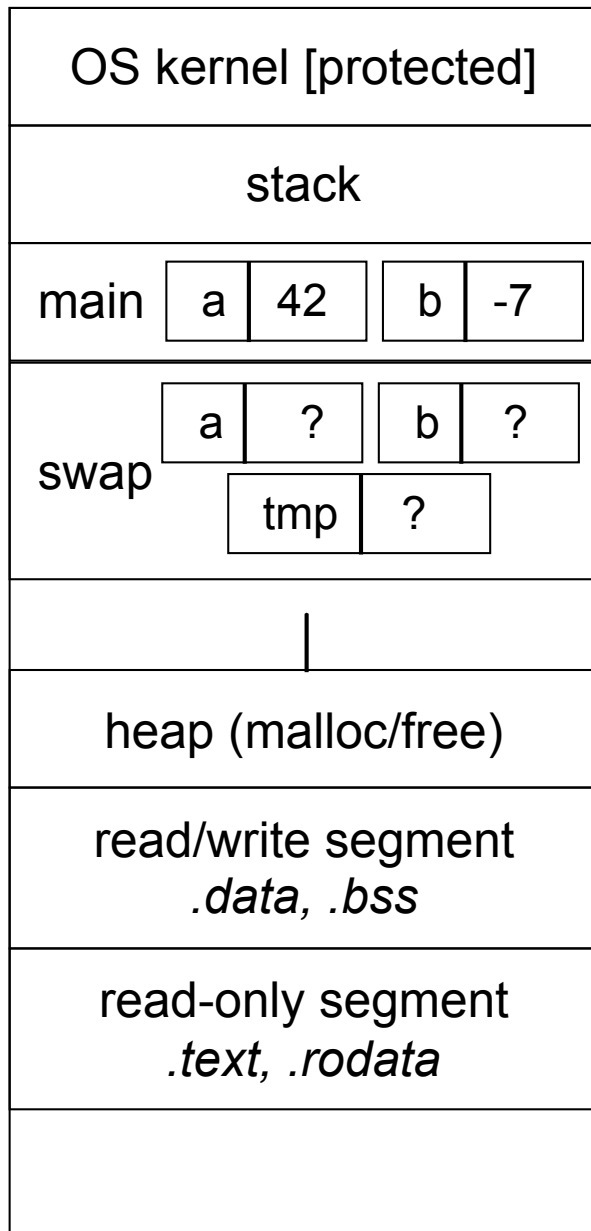 OS kernel [protected]
stack
main a 42 b -7
a ? b ?
swap
tmp ?
heap (malloc/free)
read/write segment
.data, .bss
read-only segment
.text, .rodata